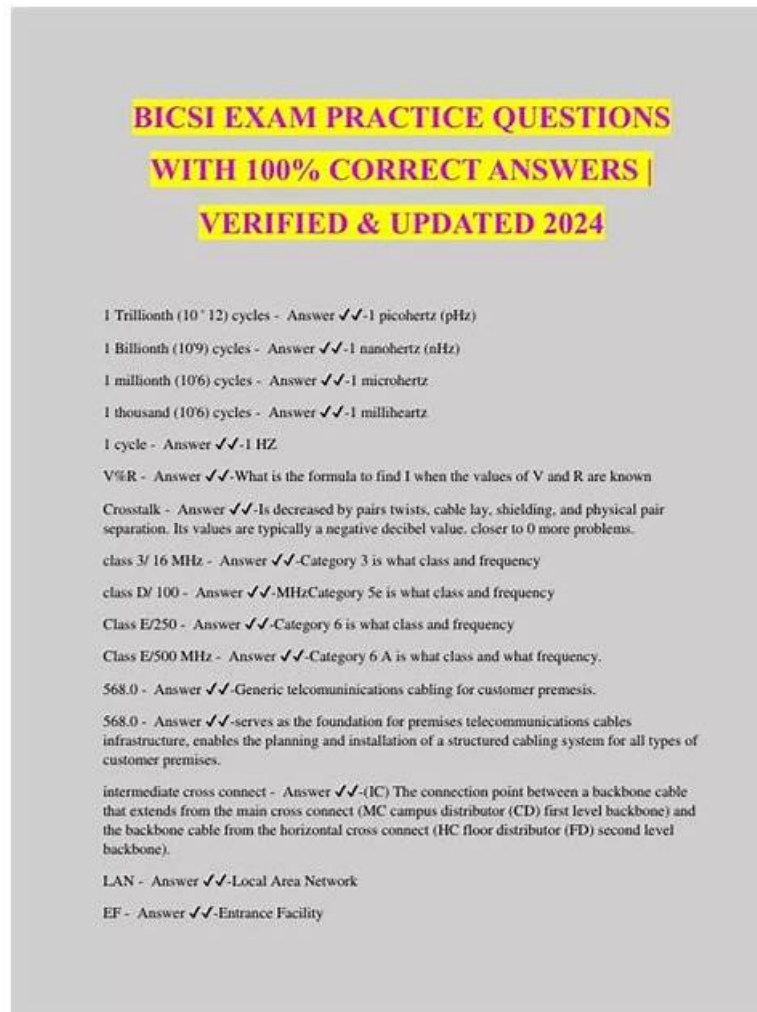 BICSI EXAM PRACTICE QUESTIONS
WITH 100% CORRECT ANSWERS |
VERIFIED & UPDATED 2024
1 Trillionth (10 ˆ 12) cycles - Answer ✓✓-1 picohertz (pHz)
1 Billionth (10'9) cycles - Answer ✓✓-1 nanohertz (nHz)
1 millionth (10'6) cycles - Answer ✓✓-1 microhertz
1 thousand (10'6) cycles - Answer ✓✓-1 milliheartz
1 cycle - Answer ✓✓-1 HZ
V%R - Answer ✓✓-What is the formula to find I when the values of V and R are known
Crosstalk - Answer ✓✓-Is decreased by pairs twists, cable lay, shielding, and physical pair
separation. Its values are typically a negative decibel value. closer to 0 more problems.
class 3/ 16 MHz - Answer ✓✓-Category 3 is what class and frequency
class D/ 100 - Answer ✓✓-MHzCategory 5e is what class and frequency
Class E/250 - Answer ✓✓-Category 6 is what class and frequency
Class E/500 MHz - Answer ✓✓-Category 6 A is what class and what frequency.
568.0 - Answer ✓✓-Generic telcomuninications cabling for customer premesis.
568.0 - Answer ✓✓-serves as the foundation for premises telecommunications cables
infrastructure, enables the planning and installation of a structured cabling system for all types of
customer premises.
intermediate cross connect - Answer ✓✓-(IC) The connection point between a backbone cable
that extends from the main cross connect (MC campus distributor (CD) first level backbone) and
the backbone cable from the horizontal cross connect (HC floor distributor (FD) second level
backbone).
LAN - Answer ✓✓-Local Area Network
EF - Answer ✓✓-Entrance Facility